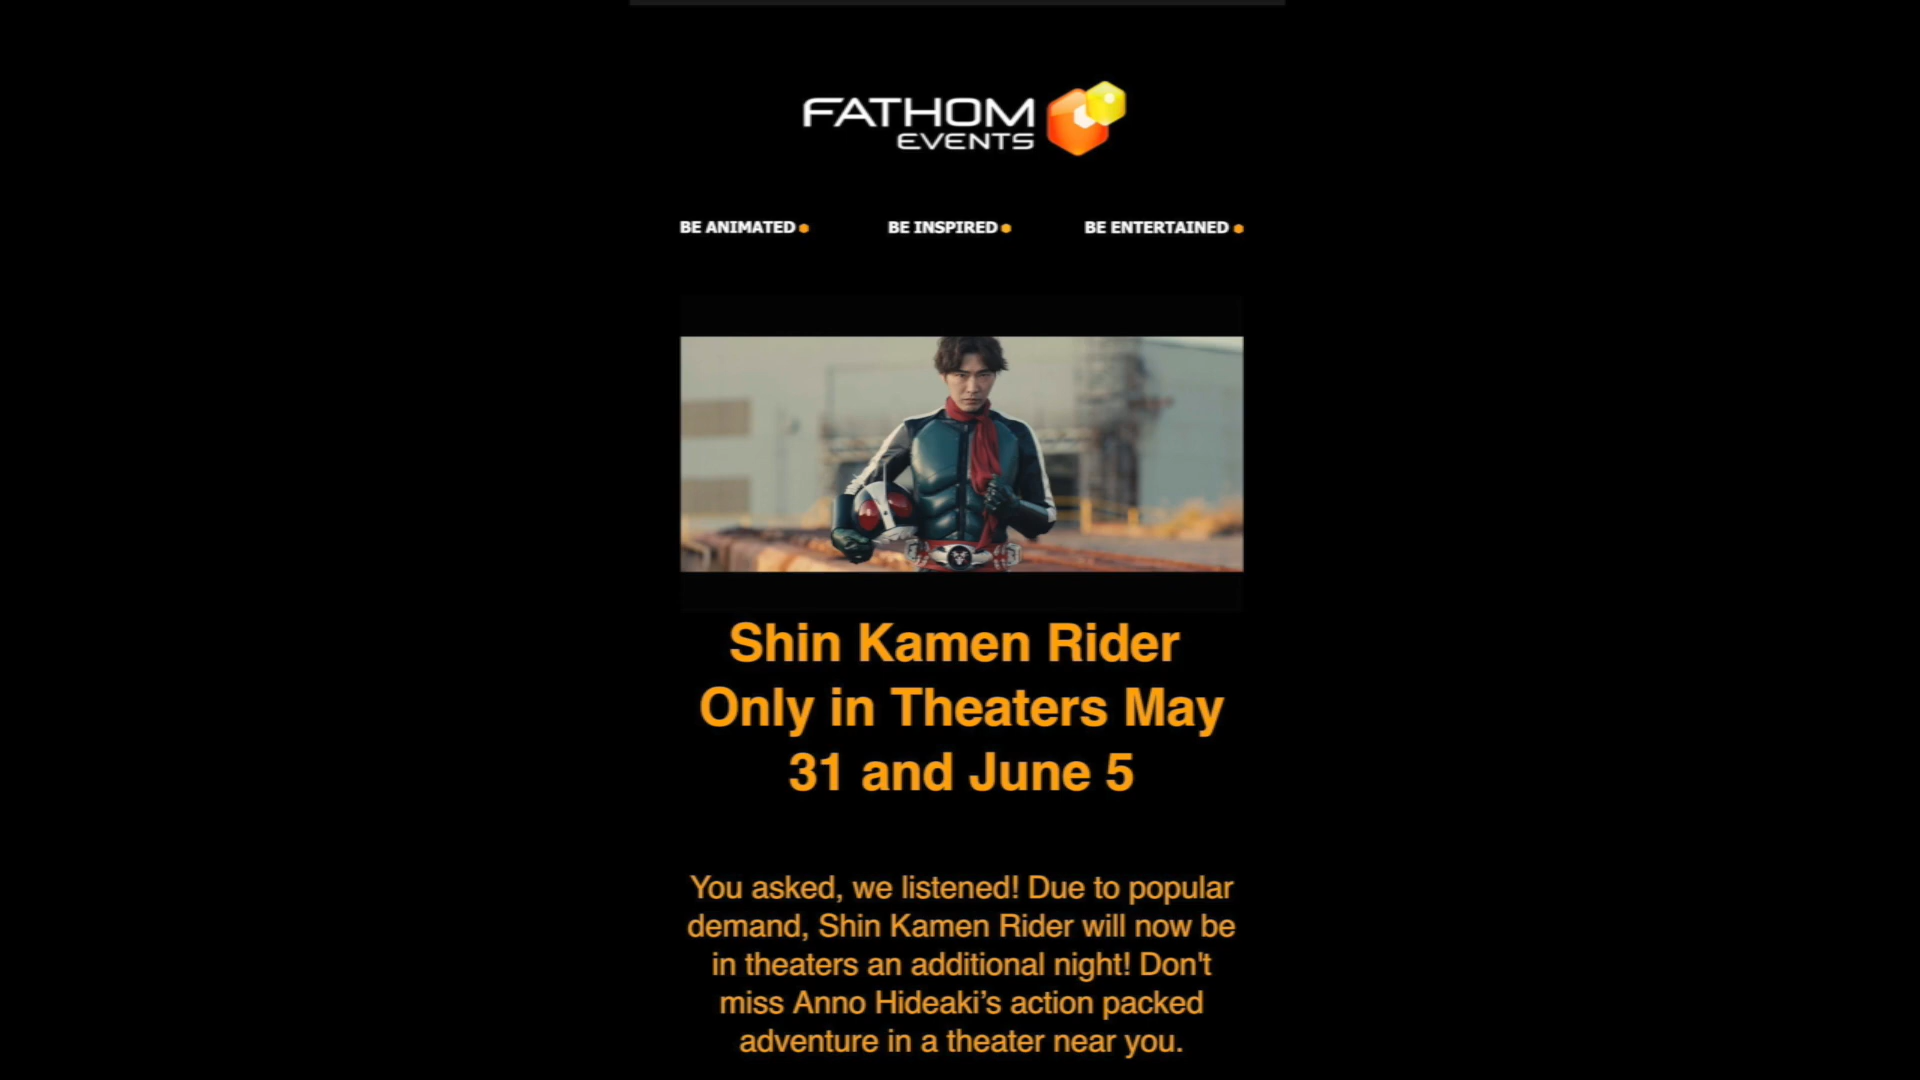 FATHOM
EVENTS
BE ANIMATED
BE INSPIRED
BE ENTERTAINED
Shin Kamen Rider
Only in Theaters May
31 and June 5
You asked, we listened! Due to popular
demand, Shin Kamen Rider will now be
in theaters an additional night! Don't
miss Anno Hideaki’s action packed
adventure in a theater near you.